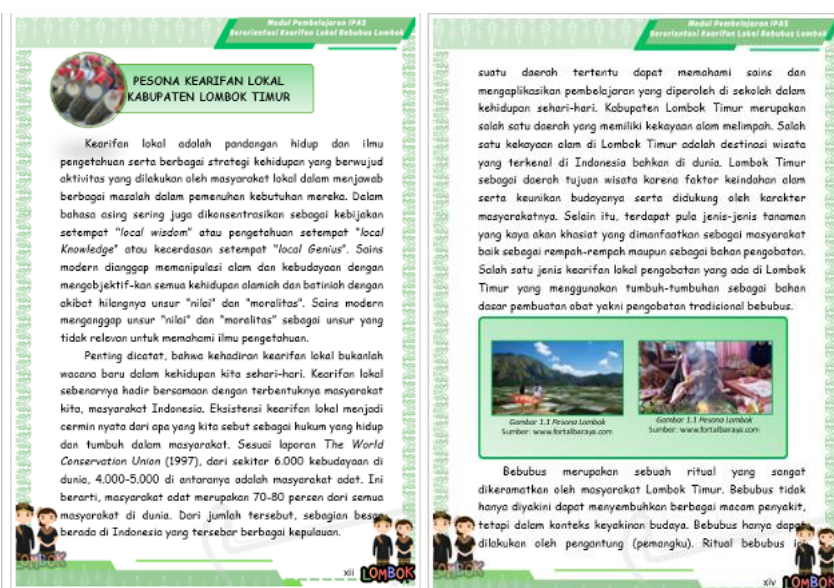 Modul Pembelajaran IPAS
Berorientasi Kearifan Lokal Bebubus Lombok
PESONA KEARIFAN LOKAL
KABUPATEN LOMBOK TIMUR
Kearifan lokal adalah pandangan hidup dan ilmu
pengetahuan serta berbagai strategi kehidupan yang berwujud
aktivitas yang dilakukan oleh masyarakat lokal dalam menjawab
berbagai masalah dalam pemenuhan kebutuhan mereka. Dalam
bahasa asing sering juga dikonsentrasikan sebagai kebijakan
setempat "local wisdom" atau pengetahuan setempat "local
Knowledge" atau kecerdasan setempat "local Genius". Sains
modern dianggap memanipulasi alam dan kebudayaan dengan
mengobjektif-kan semua kehidupan alamiah dan batiniah dengan
akibat hilangnya unsur "nilai" dan "moralitas". Sains modern
menganggap unsur "nilai" dan "moralitas" sebagai unsur yang
tidak relevan untuk memahami ilmu pengetahuan.
Penting dicatat, bahwa kehadiran kearifan lokal bukanlah
wacana baru dalam kehidupan kita sehari-hari. Kearifan lokal
sebenarnya hadir bersamaan dengan terbentuknya masyarakat
kita, masyarakat Indonesia. Eksistensi kearifan lokal menjadi
cermin nyata dari apa yang kita sebut sebagai hukum yang hidup
dan tumbuh dalam masyarakat. Sesuai laporan The World
Conservation Union (1997), dari sekitar 6.000 kebudayaan di
dunia, 4.000-5.000 di antaranya adalah masyarakat adat. Ini
berarti, masyarakat adat merupakan 70-80 persen dari semua
masyarakat di dunia. Dari jumlah tersebut, sebagian besar
berada di Indonesia yang tersebar berbagai kepulauan.
xii
LOMBOK
LOMBOK
Modul Pembelajaran IPAS
Berorientasi Kearifan Lokal Bebubus Lombok
suatu daerah tertentu dapat memahami sains dan
mengaplikasikan pembelajaran yang diperoleh di sekolah dalam
kehidupan sehari-hari. Kabupaten Lombok Timur merupakan
salah satu daerah yang memiliki kekayaan alam melimpah. Salah
satu kekayaan alam di Lombok Timur adalah destinasi wisata
yang terkenal di Indonesia bahkan di dunia. Lombok Timur
sebagai daerah tujuan wisata karena faktor keindahan alam
serta keunikan budayanya serta didukung oleh karakter
masyarakatnya. Selain itu, terdapat pula jenis-jenis tanaman
yang kaya akan khasiat yang dimanfaatkan sebagai masyarakat
baik sebagai rempah-rempah maupun sebagai bahan pengobatan.
Salah satu jenis kearifan lokal pengobatan yang ada di Lombok
Timur yang menggunakan tumbuh-tumbuhan sebagai bahan
dasar pembuatan obat yakni pengobatan tradisional bebubus.
Gambar 1.1 Pesona Lombok
Sumber: www.fortalbaraja.com
Gambar 1.1 Pesona Lombok
Sumber: www.fortalbaraja.com
Bebubus merupakan sebuah ritual yang sangat
dikeramatkan oleh masyarakat Lombok Timur. Bebubus tidak
hanya diyakini dapat menyembuhkan berbagai macam penyakit,
tetapi dalam konteks keyakinan budaya. Bebubus hanya dapat
dilakukan oleh pengantung (pemangku). Ritual bebubus ini
xiv
LOMBOK
LOMBOK